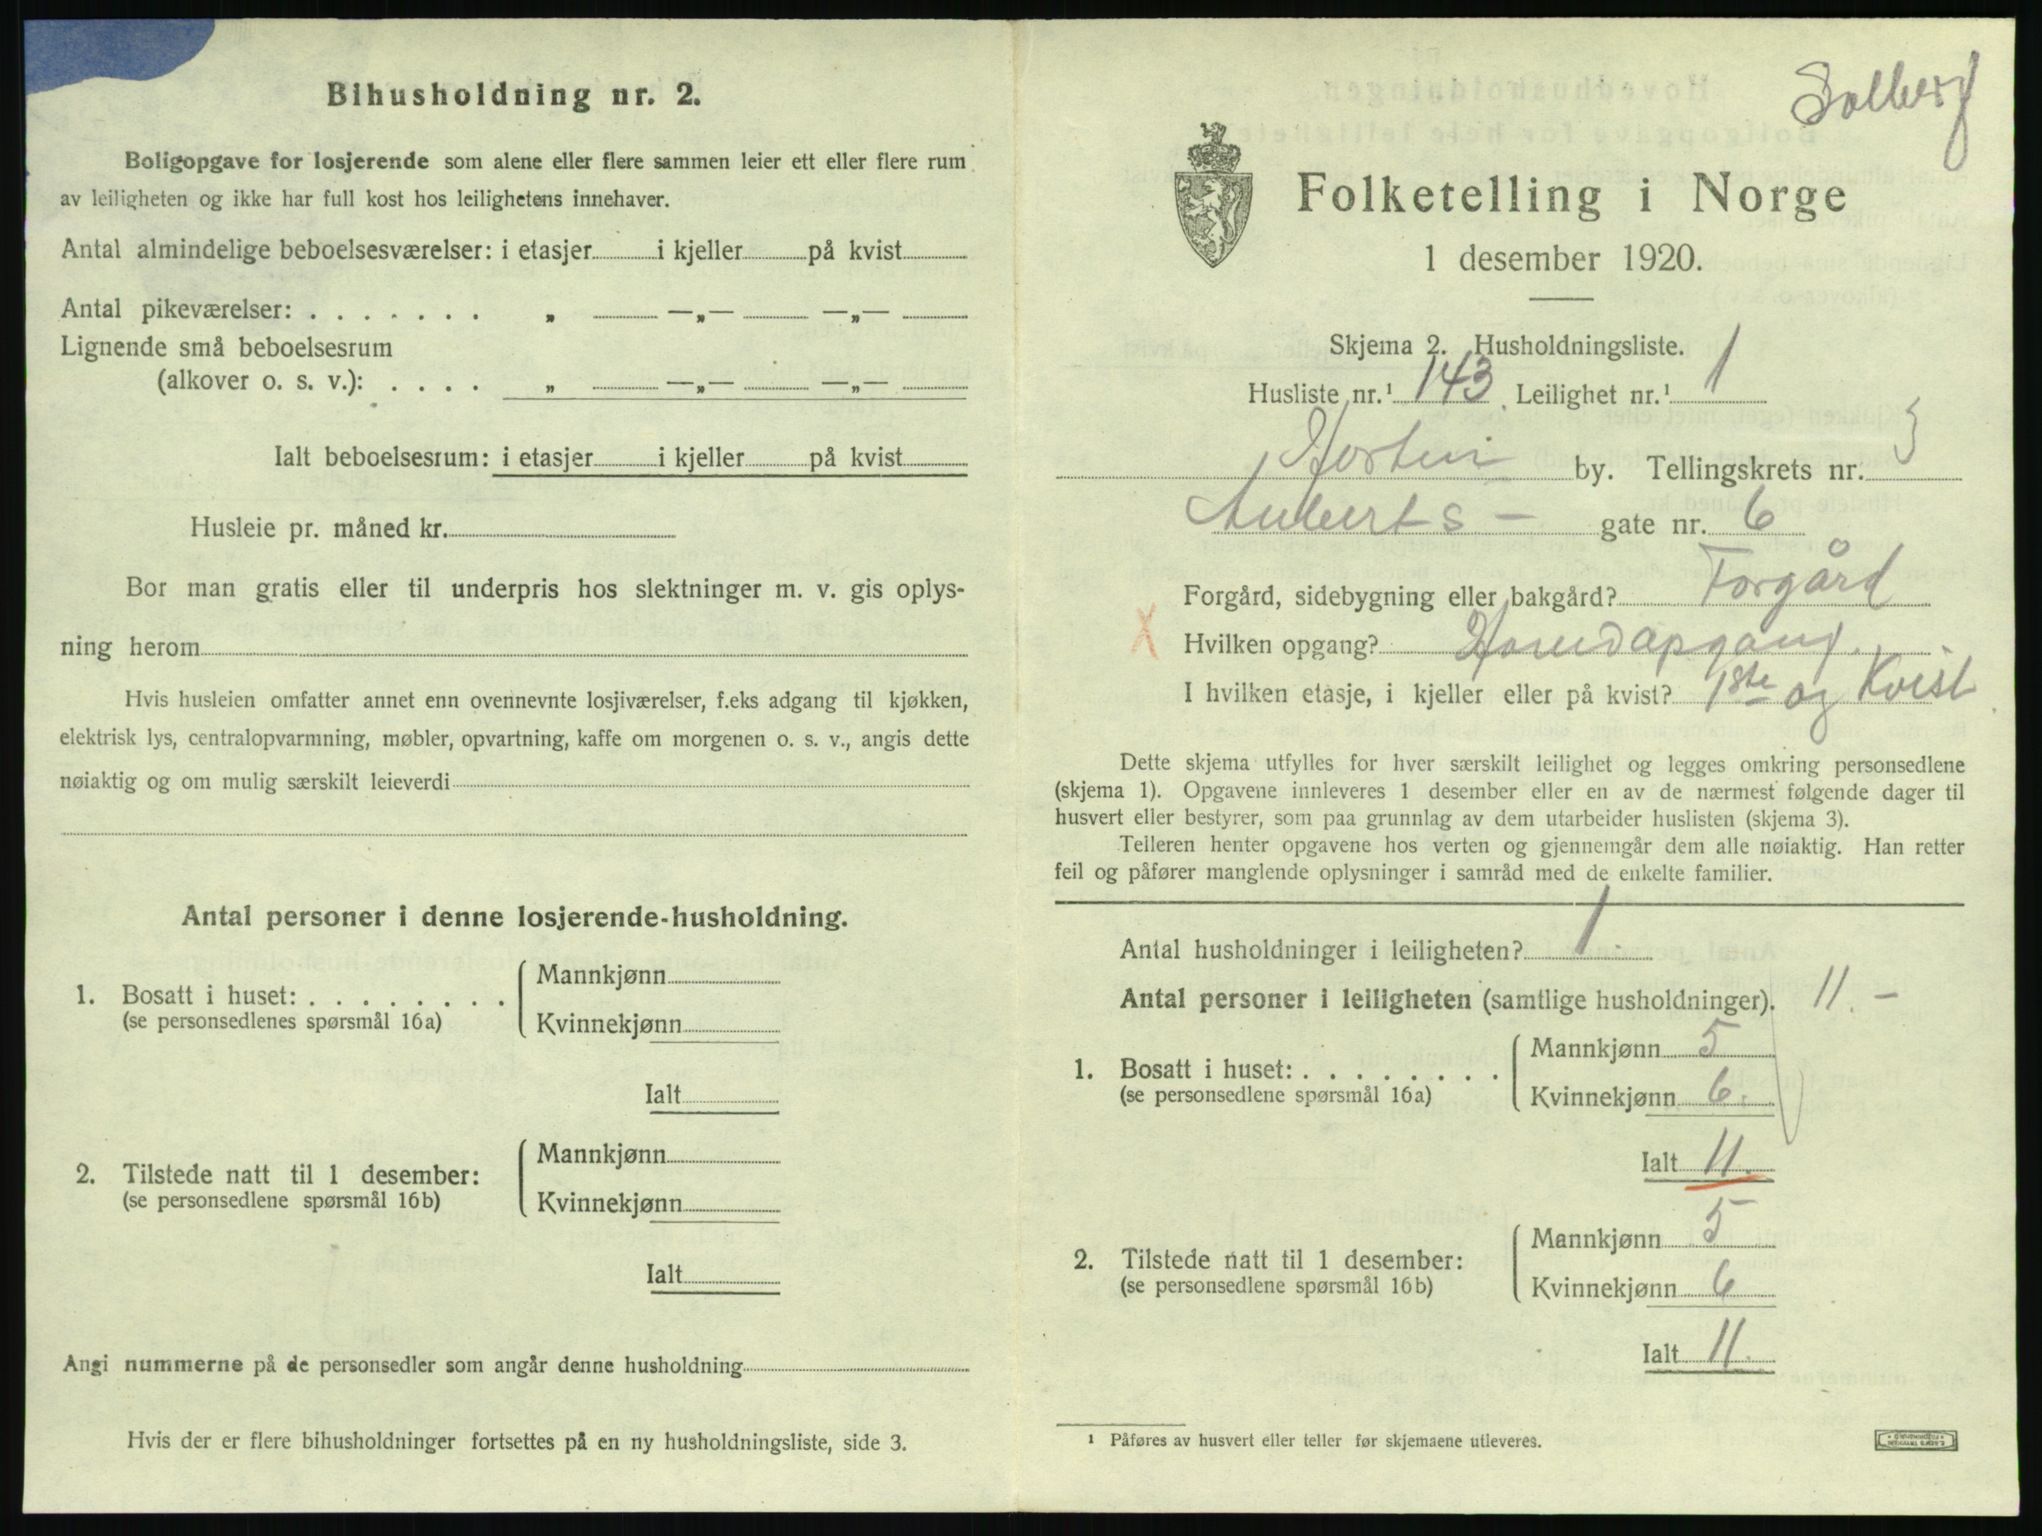 Bihusholdning nr. 2.
Boligopgave for losjerende som alene eller flere sammen leier ett eller flere rum
av leiligheten og ikke har full kost hos leilighetens innehaver.
Antal almindelige beboelsesværelser: i etasjer i kjeller på kvist
Antal pikeværelser: . . . . . . . „ —„— —„—
Lignende små beboelsesrum
(alkover o. s. v.): . . . . „ —„— —„—
Ialt beboelsesrum: i etasjer i kjeller på kvist
Husleie pr. måned kr.
Bor man gratis eller til underpris hos slektninger m. v. gis oplys-
ning herom
Hvis husleien omfatter annet enn ovennevnte losjiværelser, f.eks adgang til kjøkken,
elektrisk lys, centralopvarmning, møbler, opvartning, kaffe om morgenen o. s. v., angis dette
nøiaktig og om mulig særskilt leieverdi
Antal personer i denne losjerende-husholdning.
1. Bosatt i huset: . . . . . . . .
(se personsedlenes spørsmål 16a)
Mannkjønn
Kvinnekjønn
Ialt
2. Tilstede natt til 1 desember:
(se personsedlene spørsmål 16b)
Mannkjønn
Kvinnekjønn
Ialt
Angi nummerne på de personsedler som angår denne husholdning
Hvis der er flere bihusholdninger fortsettes på en ny husholdningsliste, side 3.
Solberg
Folketelling i Norge
1 desember 1920.
Skjema 2. Husholdningsliste.
Husliste nr.¹ 143 Leilighet nr.¹ 1
Horten by. Tellingskrets nr. 3
Auberts - gate nr. 6
Forgård, sidebygning eller bakgård? Forgård
X Hvilken opgang? Hovedapgang.
I hvilken etasje, i kjeller eller på kvist? 1ste og Kvist
Dette skjema utfylles for hver særskilt leilighet og legges omkring personsedlene
(skjema 1). Opgavene innleveres 1 desember eller en av de nærmest følgende dager til
husvert eller bestyrer, som paa grunnlag av dem utarbeider huslisten (skjema 3).
Telleren henter opgavene hos verten og gjennemgår dem alle nøiaktig. Han retter
feil og påfører manglende oplysninger i samråd med de enkelte familier.
Antal husholdninger i leiligheten? 1.
Antal personer i leiligheten (samtlige husholdninger). 11. -
1. Bosatt i huset: . . . . . . . .
(se personsedlene spørsmål 16a)
Mannkjønn 5
Kvinnekjønn 6.
Ialt 11.
2. Tilstede natt til 1 desember:
(se personsedlene spørsmål 16b)
Mannkjønn 5
Kvinnekjønn 6
Ialt 11.
¹ Påføres av husvert eller teller før skjemaene utleveres.